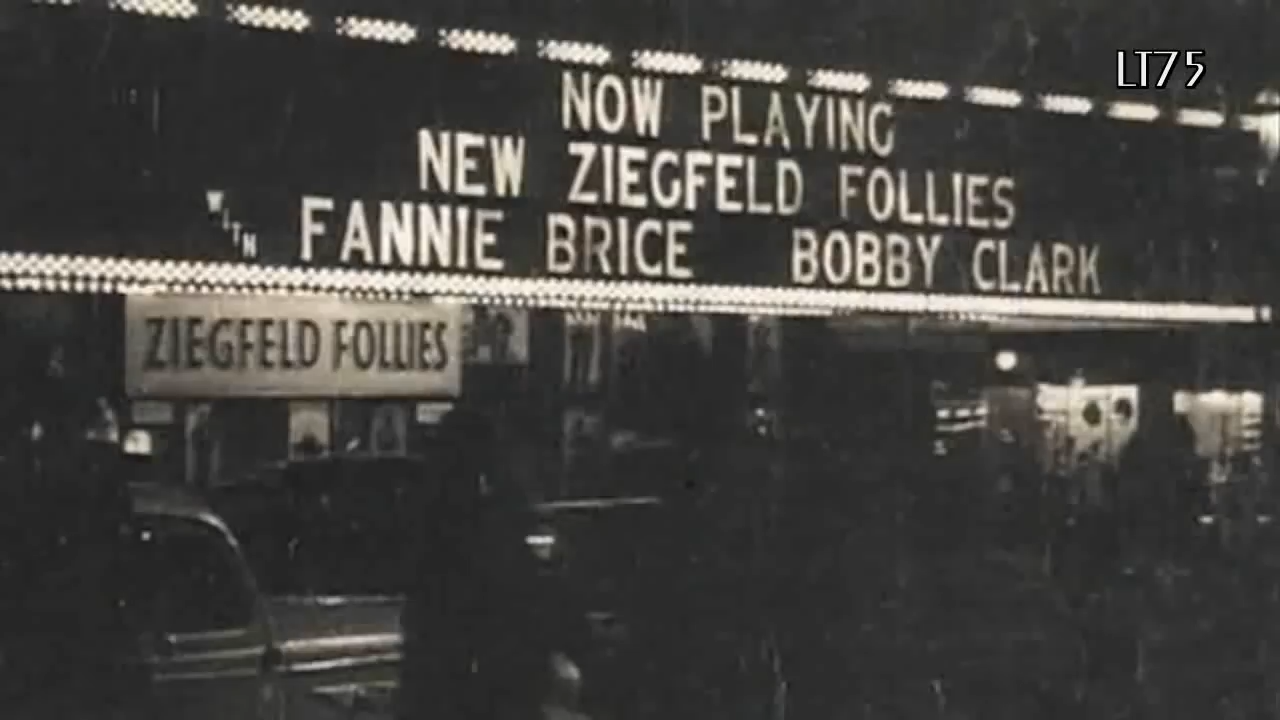 LT75
NOW PLAYING
NEW ZIEGFELD FOLLIES
WITH FANNIE BRICE BOBBY CLARK
ZIEGFELD FOLLIES